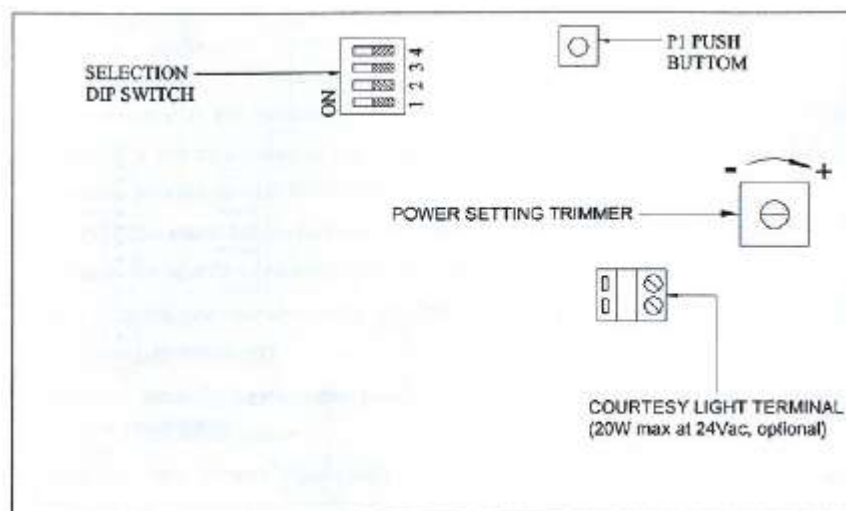 SELECTION
DIP SWITCH
ON
1 2 3 4
P1 PUSH
BUTTOM
- +
POWER SETTING TRIMMER
COURTESY LIGHT TERMINAL
(20W max at 24Vac, optional)